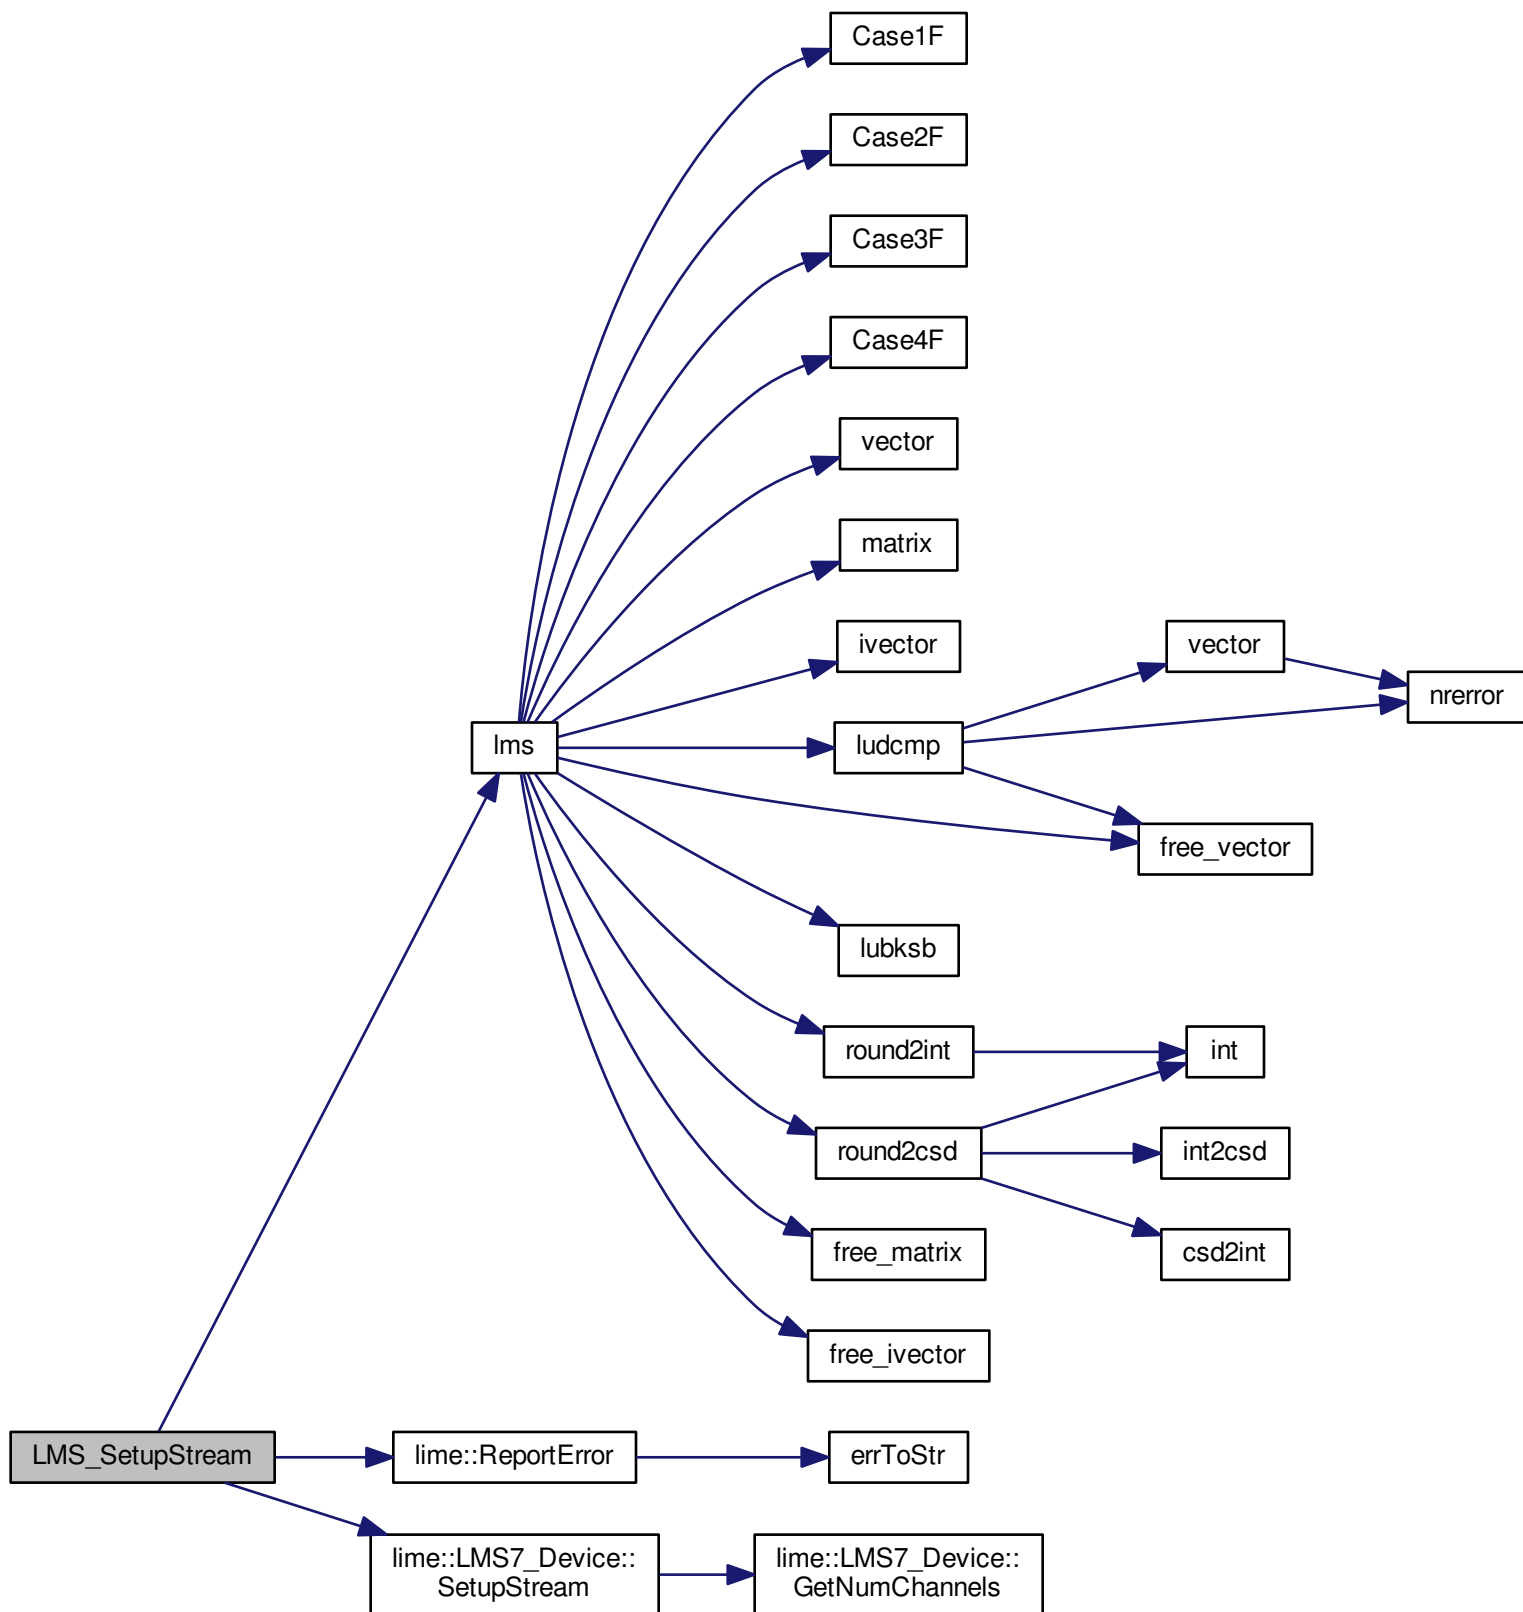 Case1F
Case2F
Case3F
Case4F
vector
matrix
ivector
vector
nrerror
lms
ludcmp
free_vector
lubksb
round2int
int
round2csd
int2csd
free_matrix
csd2int
free_ivector
LMS_SetupStream
lime::ReportError
errToStr
lime::LMS7_Device::
SetupStream
lime::LMS7_Device::
GetNumChannels